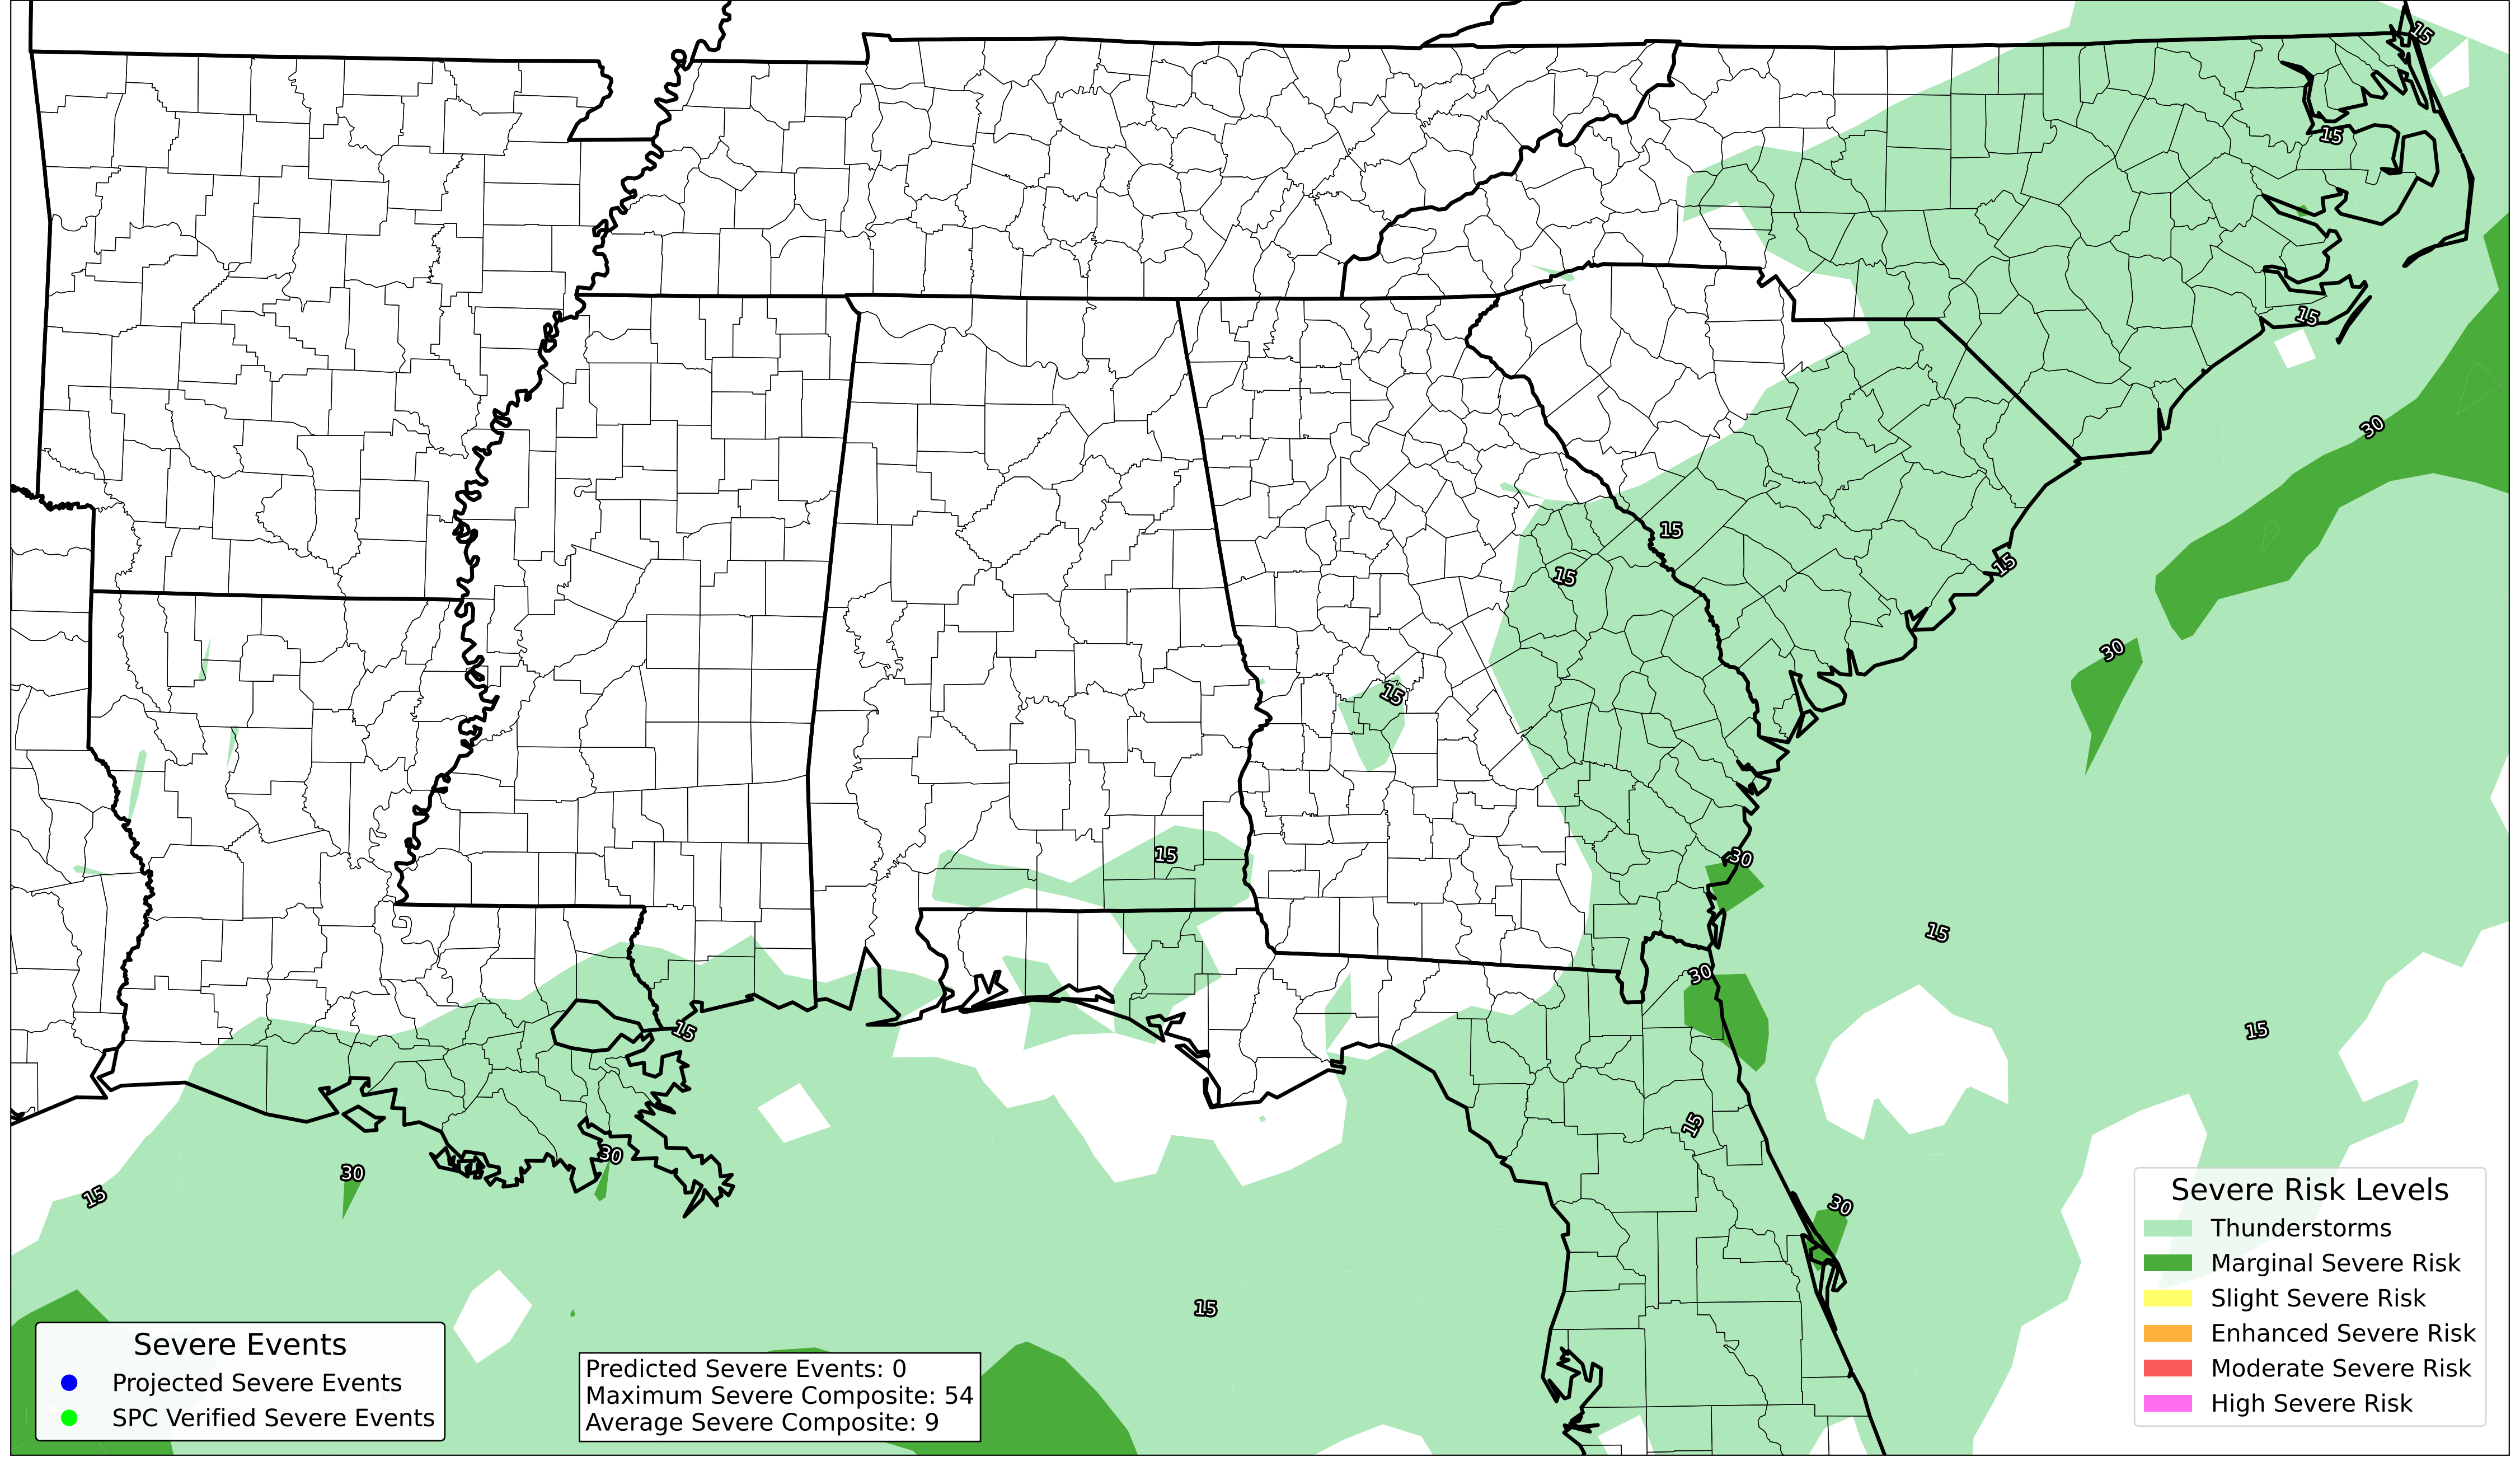 15
15
15
30
15
15
15
30
15
15
30
15
30
15
15
15
30
30
15
30
15
Severe Risk Levels
Thunderstorms
Marginal Severe Risk
Slight Severe Risk
Enhanced Severe Risk
Moderate Severe Risk
High Severe Risk
Severe Events
Projected Severe Events
SPC Verified Severe Events
Predicted Severe Events: 0
Maximum Severe Composite: 54
Average Severe Composite: 9